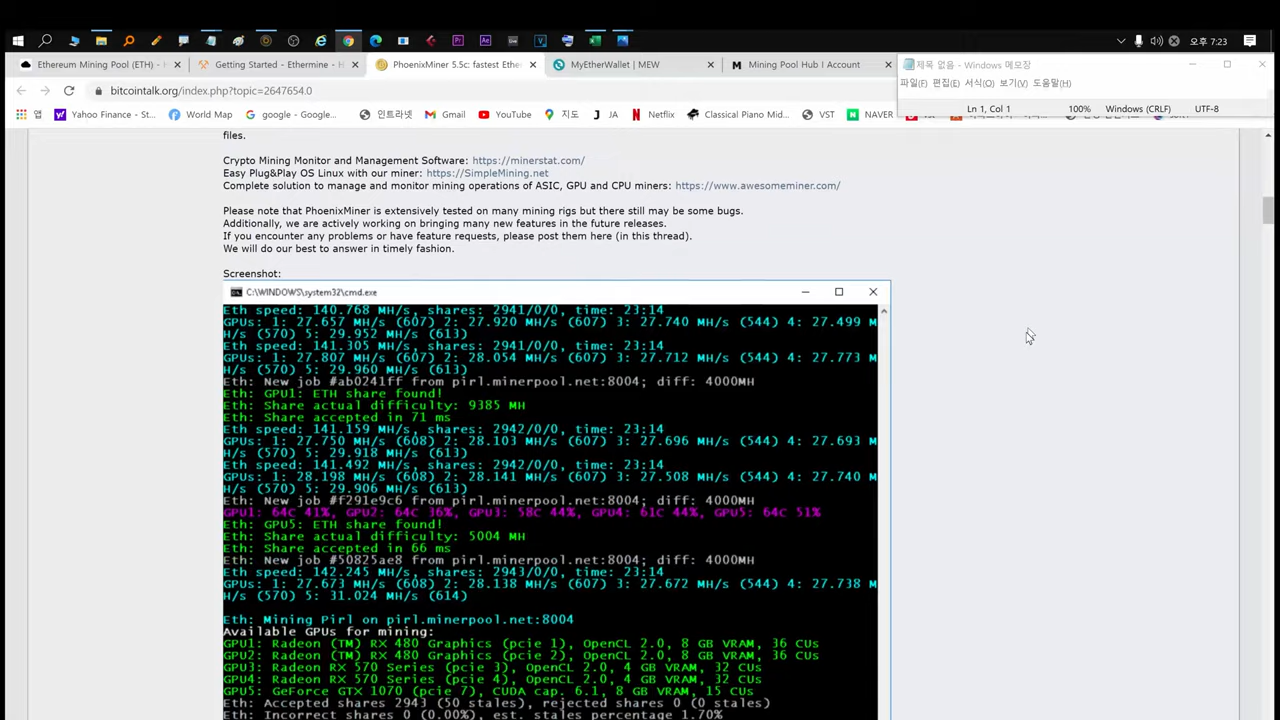 오후 7:23
Ethereum Mining Pool (ETH) -
Getting Started - Ethermine -
PhoenixMiner 5.5c: fastest Ether
MyEtherWallet | MEW
Mining Pool Hub | Account
제목 없음 - Windows 메모장
파일(F) 편집(E) 서식(O) 보기(V) 도움말(H)
bitcointalk.org/index.php?topic=2647654.0
Ln 1, Col 1 100% Windows (CRLF) UTF-8
앱 Yahoo Finance - St... World Map google - Google... 인트라넷 Gmail YouTube JA Netflix Classical Piano Mid... VST NAVER
files.
Crypto Mining Monitor and Management Software: https://minerstat.com/
Easy Plug&Play OS Linux with our miner: https://SimpleMining.net
Complete solution to manage and monitor mining operations of ASIC, GPU and CPU miners: https://www.awesomeminer.com/
Please note that PhoenixMiner is extensively tested on many mining rigs but there still may be some bugs.
Additionally, we are actively working on bringing many new features in the future releases.
If you encounter any problems or have feature requests, please post them here (in this thread).
We will do our best to answer in timely fashion.
Screenshot:
C:\WINDOWS\system32\cmd.exe
Eth speed: 140.768 MH/s, shares: 2941/0/0, time: 23:14
GPUs: 1: 27.657 MH/s (607) 2: 27.920 MH/s (607) 3: 27.740 MH/s (544) 4: 27.499 M
H/s (570) 5: 29.952 MH/s (613)
Eth speed: 141.305 MH/s, shares: 2941/0/0, time: 23:14
GPUs: 1: 27.807 MH/s (607) 2: 28.054 MH/s (607) 3: 27.712 MH/s (544) 4: 27.773 M
H/s (570) 5: 29.960 MH/s (613)
Eth: New job #ab0241ff from pirl.minerpool.net:8004; diff: 4000MH
Eth: GPU1: ETH share found!
Eth: Share actual difficulty: 9385 MH
Eth: Share accepted in 71 ms
Eth speed: 141.159 MH/s, shares: 2942/0/0, time: 23:14
GPUs: 1: 27.750 MH/s (608) 2: 28.103 MH/s (607) 3: 27.696 MH/s (544) 4: 27.693 M
H/s (570) 5: 29.918 MH/s (613)
Eth speed: 141.492 MH/s, shares: 2942/0/0, time: 23:14
GPUs: 1: 28.198 MH/s (608) 2: 28.141 MH/s (607) 3: 27.508 MH/s (544) 4: 27.740 M
H/s (570) 5: 29.906 MH/s (613)
Eth: New job #f291e9c6 from pirl.minerpool.net:8004; diff: 4000MH
GPU1: 64C 41%, GPU2: 64C 36%, GPU3: 58C 44%, GPU4: 61C 44%, GPU5: 64C 51%
Eth: GPU5: ETH share found!
Eth: Share actual difficulty: 5004 MH
Eth: Share accepted in 66 ms
Eth: New job #50825ae8 from pirl.minerpool.net:8004; diff: 4000MH
Eth speed: 142.245 MH/s, shares: 2943/0/0, time: 23:14
GPUs: 1: 27.673 MH/s (608) 2: 28.138 MH/s (607) 3: 27.672 MH/s (544) 4: 27.738 M
H/s (570) 5: 31.024 MH/s (614)
Eth: Mining Pirl on pirl.minerpool.net:8004
Available GPUs for mining:
GPU1: Radeon (TM) RX 480 Graphics (pcie 1), OpenCL 2.0, 8 GB VRAM, 36 CUs
GPU2: Radeon (TM) RX 480 Graphics (pcie 2), OpenCL 2.0, 8 GB VRAM, 36 CUs
GPU3: Radeon RX 570 Series (pcie 3), OpenCL 2.0, 4 GB VRAM, 32 CUs
GPU4: Radeon RX 570 Series (pcie 4), OpenCL 2.0, 4 GB VRAM, 32 CUs
GPU5: GeForce GTX 1070 (pcie 7), CUDA cap. 6.1, 8 GB VRAM, 15 CUs
Eth: Accepted shares 2943 (50 stales), rejected shares 0 (0 stales)
Eth: Incorrect shares 0 (0.00%), est. stales percentage 1.70%